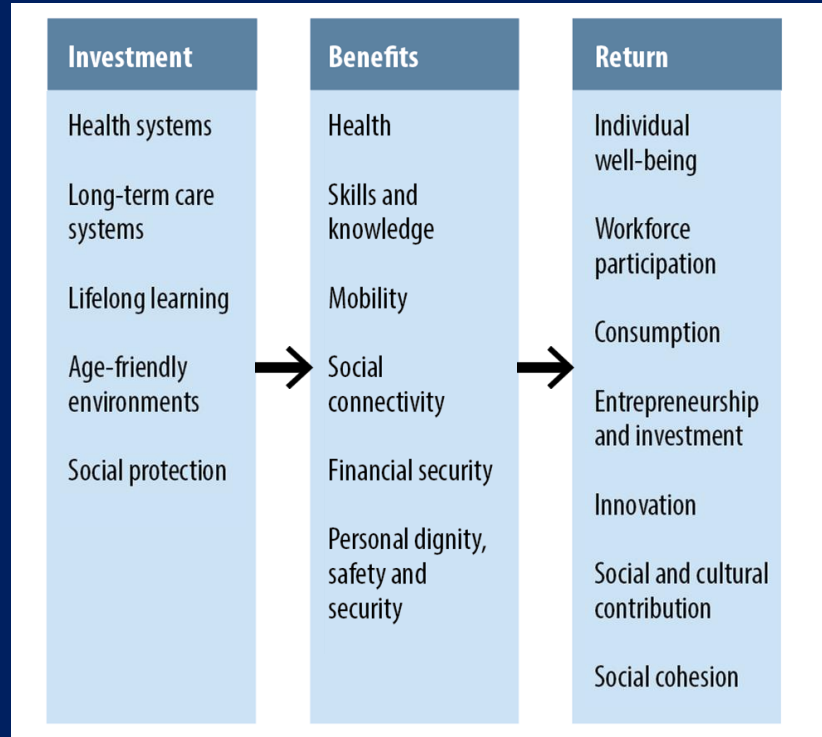 Investment
Health systems
Long-term care
systems
Lifelong learning
Age-friendly
environments
Social protection
Benefits
Health
Skills and
knowledge
Mobility
Social
connectivity
Financial security
Personal dignity,
safety and
security
Return
Individual
well-being
Workforce
participation
Consumption
Entrepreneurship
and investment
Innovation
Social and cultural
contribution
Social cohesion